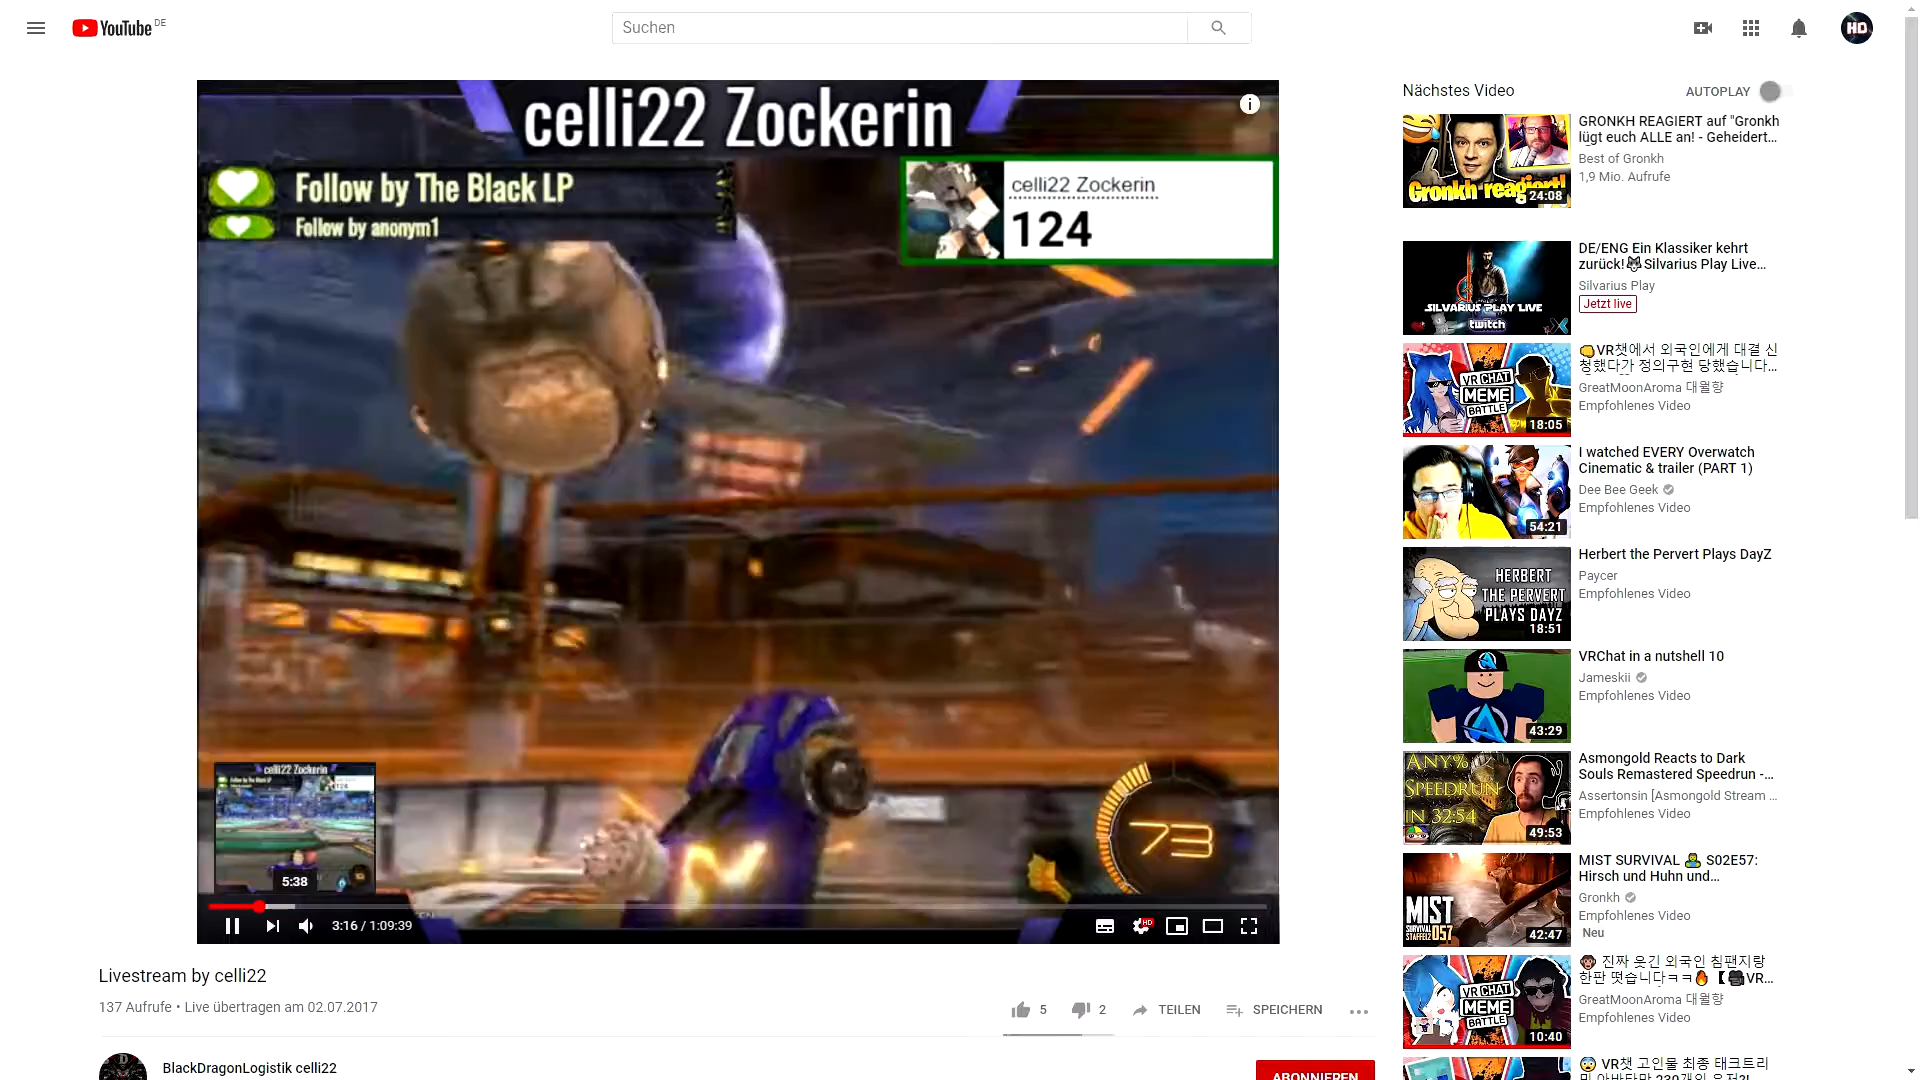 YouTube DE
Suchen
HD
celli22 Zockerin
Follow by The Black LP
Follow by anonym1
celli22 Zockerin
124
73
celli22 Zockerin
5:38
3:16 / 1:09:39
HD
Livestream by celli22
137 Aufrufe • Live übertragen am 02.07.2017
5
2
TEILEN
SPEICHERN
BlackDragonLogistik celli22
ABONNIEREN
Nächstes Video
AUTOPLAY
Gronkh reagiert!
24:08
GRONKH REAGIERT auf "Gronkh
lügt euch ALLE an! - Geheidert...
Best of Gronkh
1,9 Mio. Aufrufe
SILVARIUS PLAY LIVE
twitch
DE/ENG Ein Klassiker kehrt
zurück!🐺Silvarius Play Live...
Silvarius Play
Jetzt live
VR CHAT
MEME
BATTLE
18:05
👊VR챗에서 외국인에게 대결 신
청했다가 정의구현 당했습니다...
GreatMoonAroma 대월향
Empfohlenes Video
54:21
I watched EVERY Overwatch
Cinematic & trailer (PART 1)
Dee Bee Geek
Empfohlenes Video
HERBERT
THE PERVERT
PLAYS DAYZ
18:51
Herbert the Pervert Plays DayZ
Paycer
Empfohlenes Video
43:29
VRChat in a nutshell 10
Jameskii
Empfohlenes Video
ANY%
SPEEDRUN
IN 32:54
49:53
Asmongold Reacts to Dark
Souls Remastered Speedrun -...
Assertonsin [Asmongold Stream ...
Empfohlenes Video
MIST
SURVIVAL
STAFFEL2 057
42:47
MIST SURVIVAL 🧟‍♂️ S02E57:
Hirsch und Huhn und...
Gronkh
Empfohlenes Video
Neu
VR CHAT
MEME
BATTLE
10:40
🐵 진짜 웃긴 외국인 침팬지랑
한판 떳습니다ㅋㅋ🔥【🦍VR...
GreatMoonAroma 대월향
Empfohlenes Video
😨 VR챗 고인물 최종 태크트리